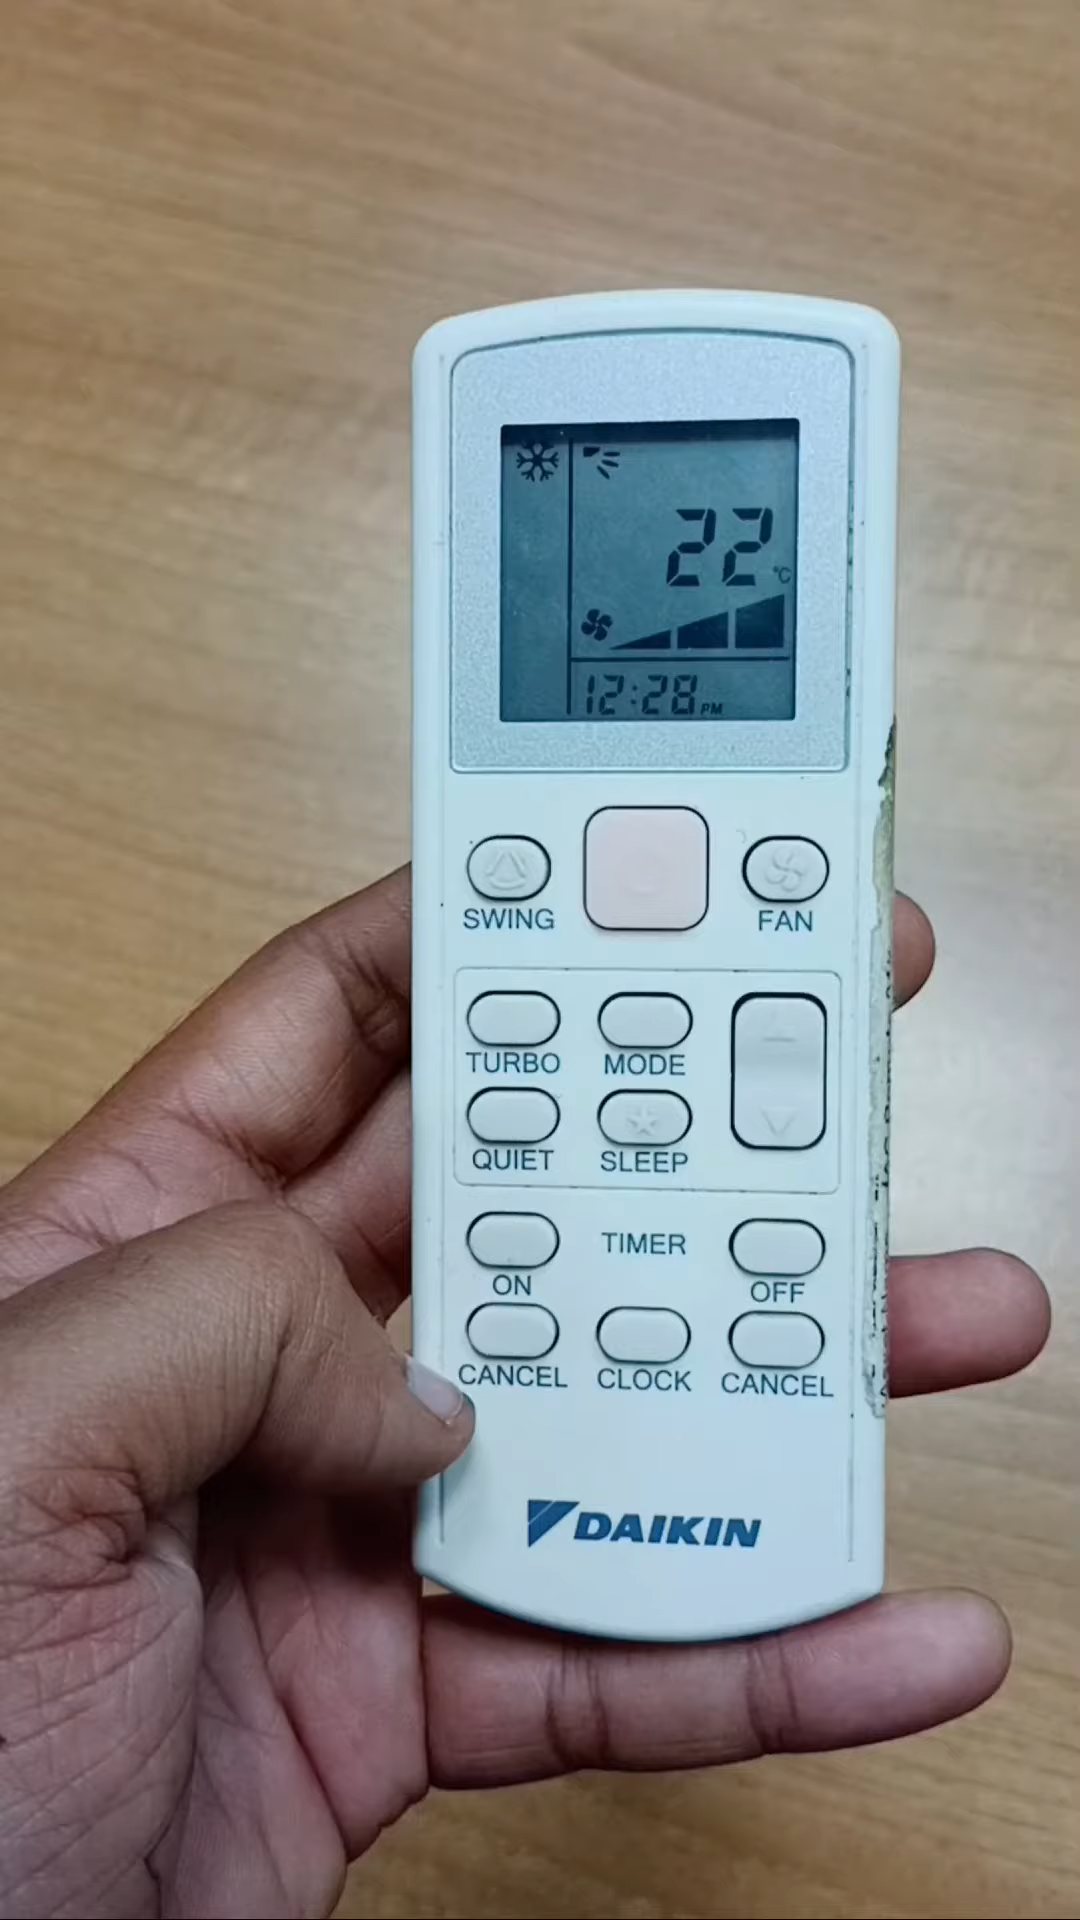 22 °C
12:28 PM
SWING
FAN
TURBO
MODE
QUIET
SLEEP
TIMER
ON
OFF
CANCEL
CLOCK
CANCEL
DAIKIN